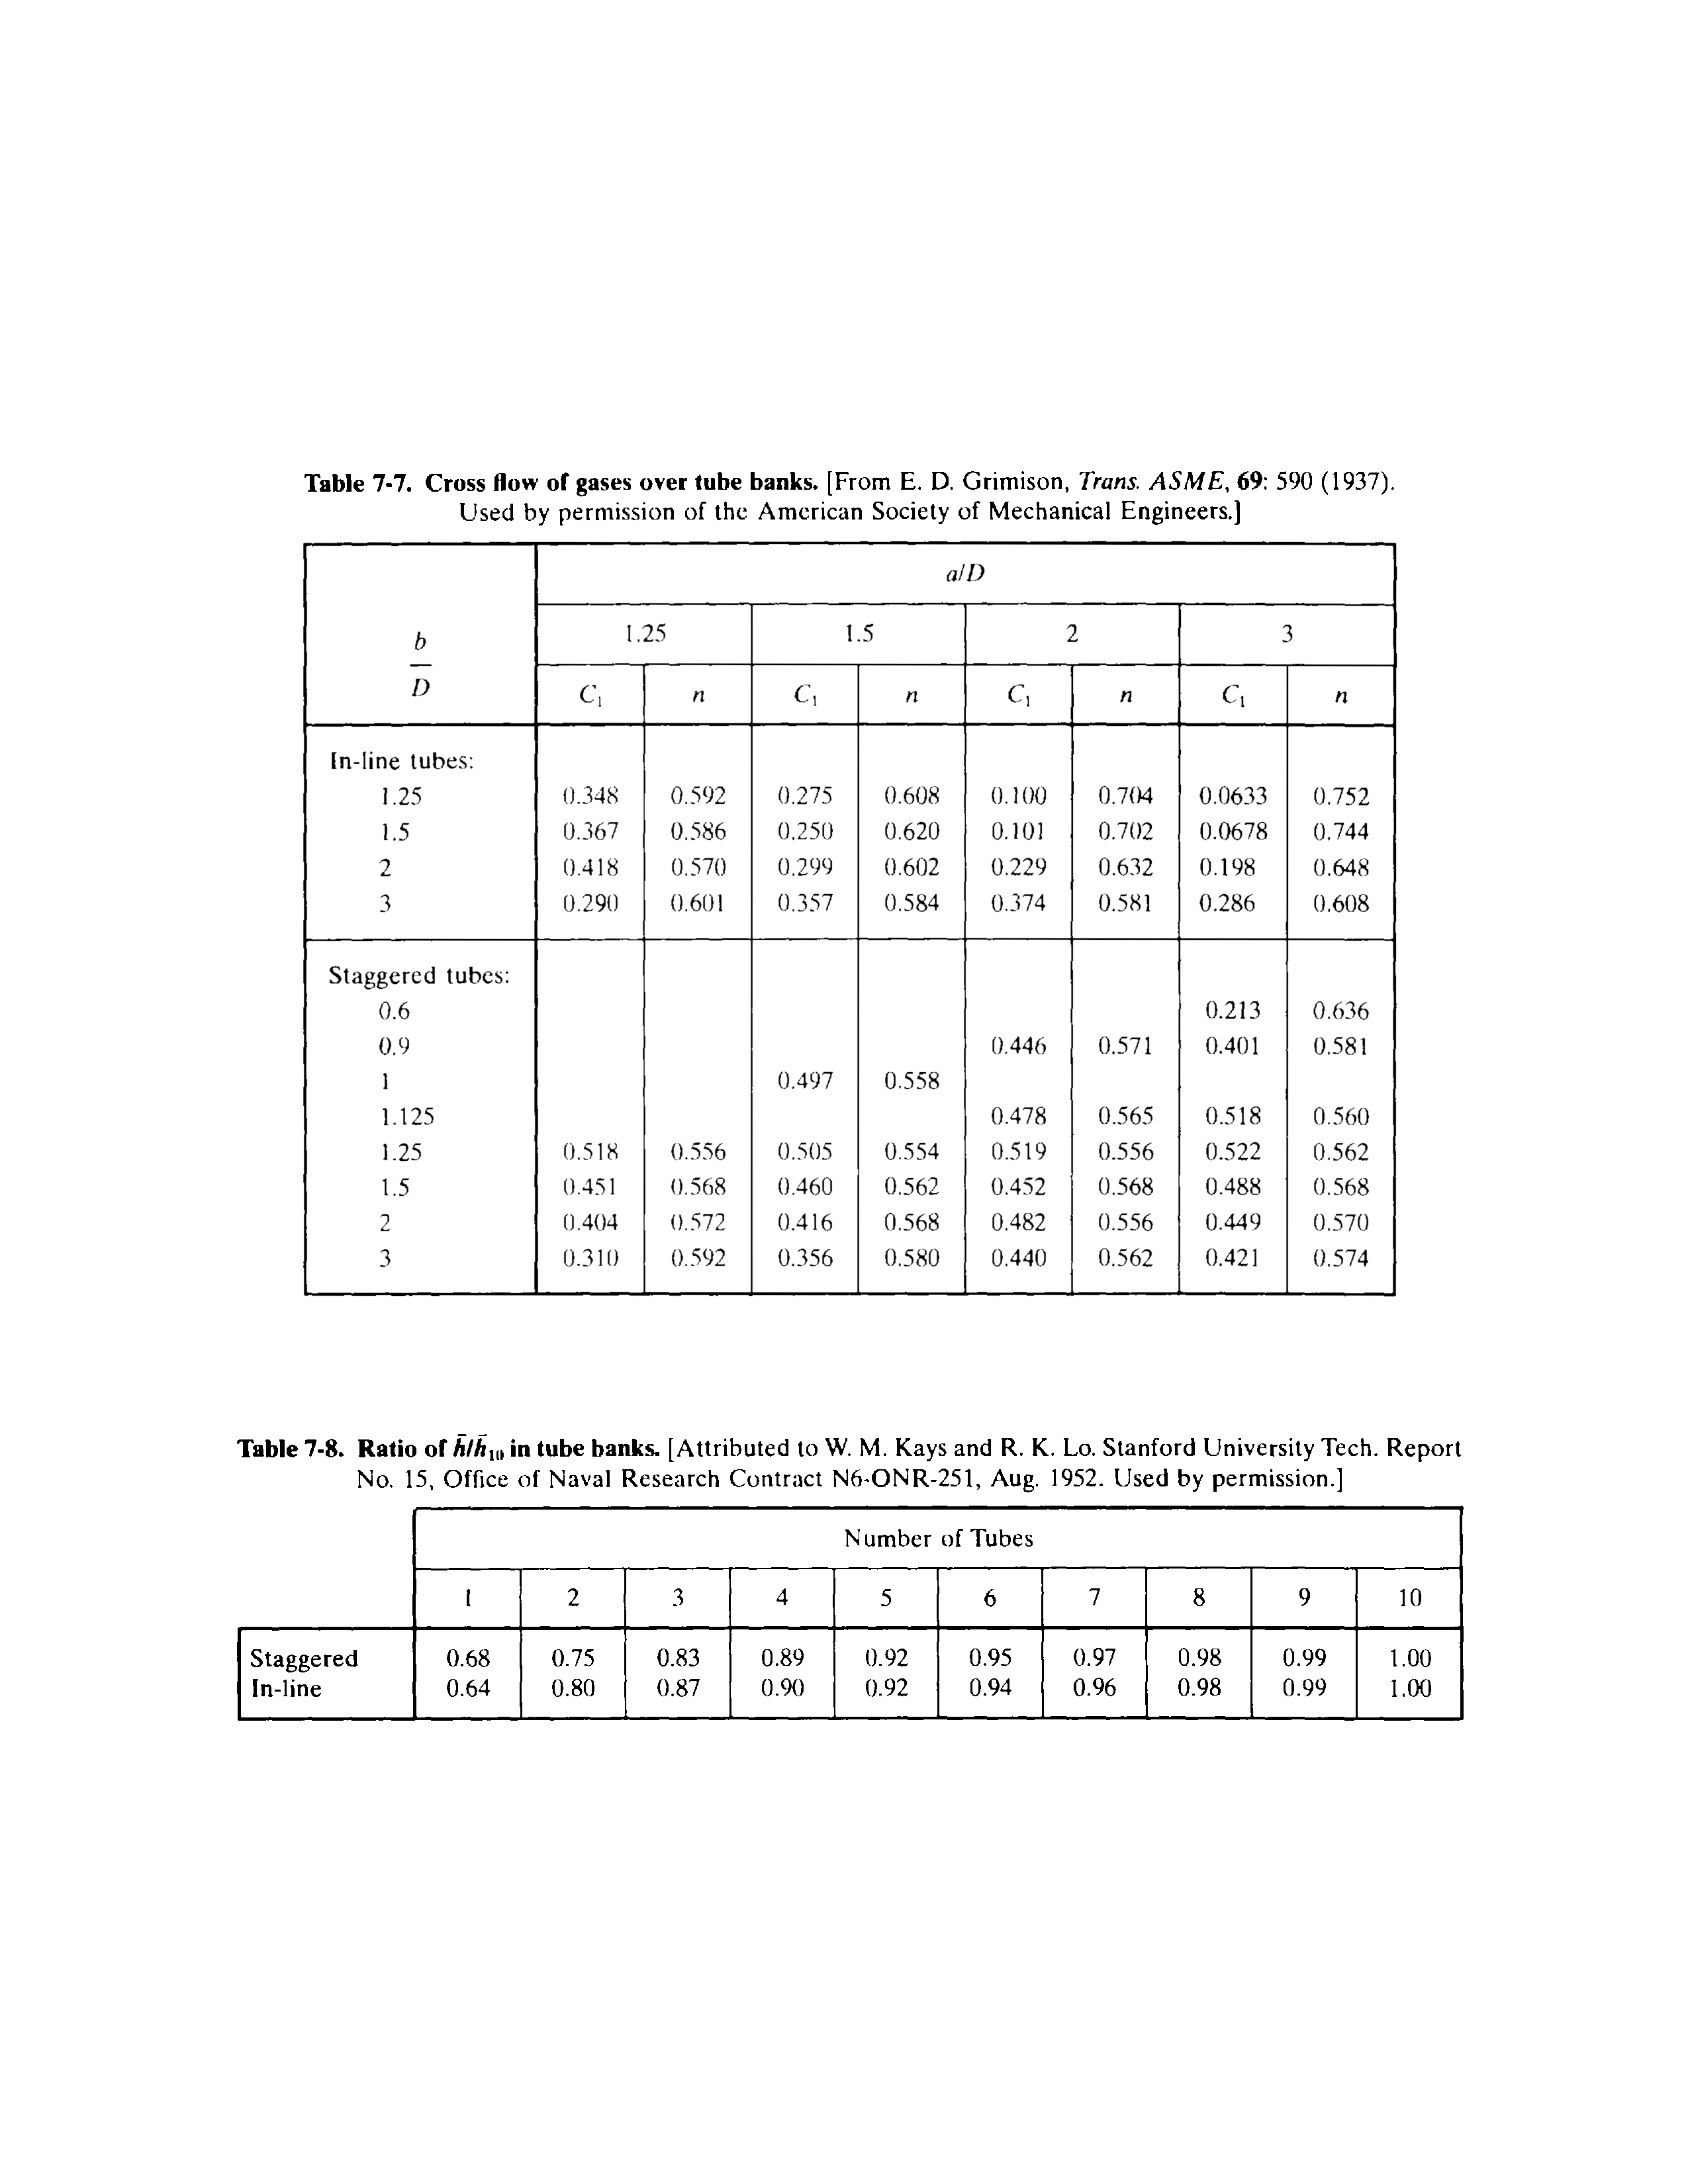 Table 7-7. Cross flow of gases over tube banks. [From E. D. Grimison, Trans. ASME, 69: 590 (1937).
Used by permission of the American Society of Mechanical Engineers.]
a/D
b
D
1.25 1.5 2 3
C₁ n C₁ n C₁ n C₁ n
In-line tubes:
1.25 0.348 0.592 0.275 0.608 0.100 0.704 0.0633 0.752
1.5 0.367 0.586 0.250 0.620 0.101 0.702 0.0678 0.744
2 0.418 0.570 0.299 0.602 0.229 0.632 0.198 0.648
3 0.290 0.601 0.357 0.584 0.374 0.581 0.286 0.608
Staggered tubes:
0.6 0.213 0.636
0.9 0.446 0.571 0.401 0.581
1 0.497 0.558
1.125 0.478 0.565 0.518 0.560
1.25 0.518 0.556 0.505 0.554 0.519 0.556 0.522 0.562
1.5 0.451 0.568 0.460 0.562 0.452 0.568 0.488 0.568
2 0.404 0.572 0.416 0.568 0.482 0.556 0.449 0.570
3 0.310 0.592 0.356 0.580 0.440 0.562 0.421 0.574
Table 7-8. Ratio of h̄/h̄₁₀ in tube banks. [Attributed to W. M. Kays and R. K. Lo. Stanford University Tech. Report
No. 15, Office of Naval Research Contract N6-ONR-251, Aug. 1952. Used by permission.]
Number of Tubes
1 2 3 4 5 6 7 8 9 10
Staggered 0.68 0.75 0.83 0.89 0.92 0.95 0.97 0.98 0.99 1.00
In-line 0.64 0.80 0.87 0.90 0.92 0.94 0.96 0.98 0.99 1.00